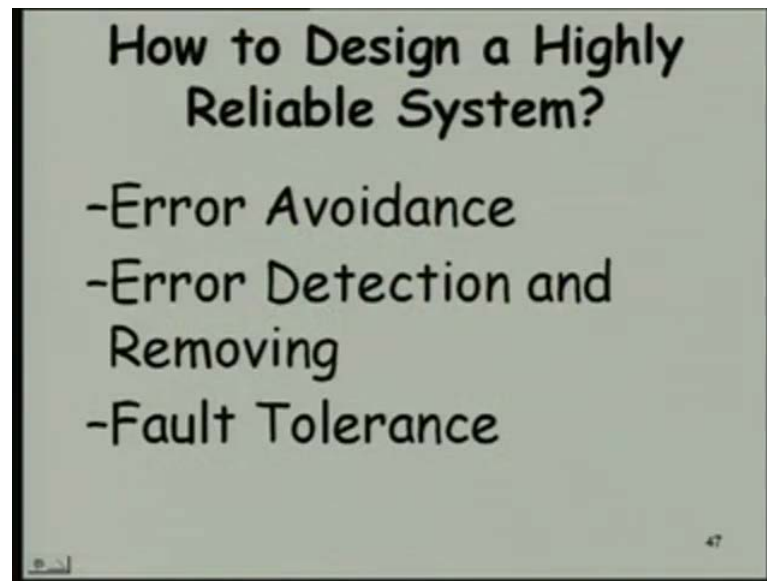 How to Design a Highly
Reliable System?
-Error Avoidance
-Error Detection and
Removing
-Fault Tolerance
47